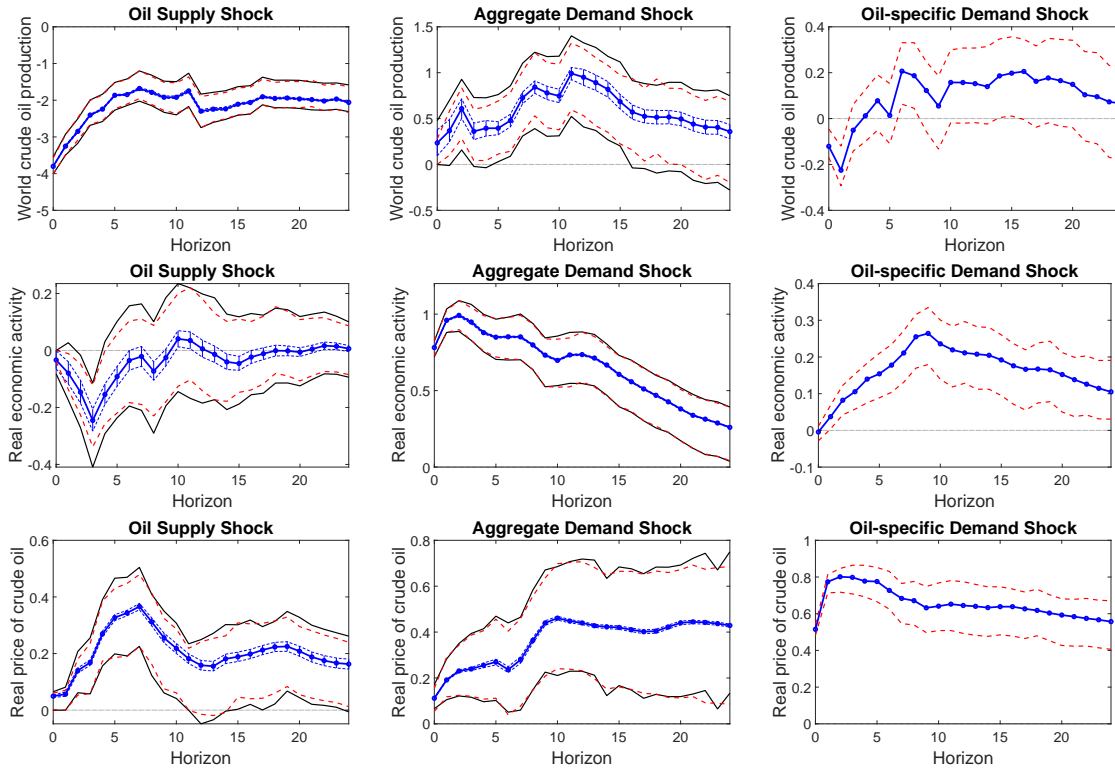 Oil Supply Shock
World crude oil production
0
-1
-2
-3
-4
-5
0 5 10 15 20
Horizon
Aggregate Demand Shock
World crude oil production
1.5
1
0.5
0
-0.5
0 5 10 15 20
Horizon
Oil-specific Demand Shock
World crude oil production
0.4
0.2
0
-0.2
-0.4
0 5 10 15 20
Horizon
Oil Supply Shock
Real economic activity
0.2
0
-0.2
-0.4
0 5 10 15 20
Horizon
Aggregate Demand Shock
Real economic activity
1
0.5
0
0 5 10 15 20
Horizon
Oil-specific Demand Shock
Real economic activity
0.4
0.3
0.2
0.1
0
-0.1
0 5 10 15 20
Horizon
Oil Supply Shock
Real price of crude oil
0.6
0.4
0.2
0
0 5 10 15 20
Horizon
Aggregate Demand Shock
Real price of crude oil
0.8
0.6
0.4
0.2
0
0 5 10 15 20
Horizon
Oil-specific Demand Shock
Real price of crude oil
1
0.8
0.6
0.4
0.2
0
0 5 10 15 20
Horizon